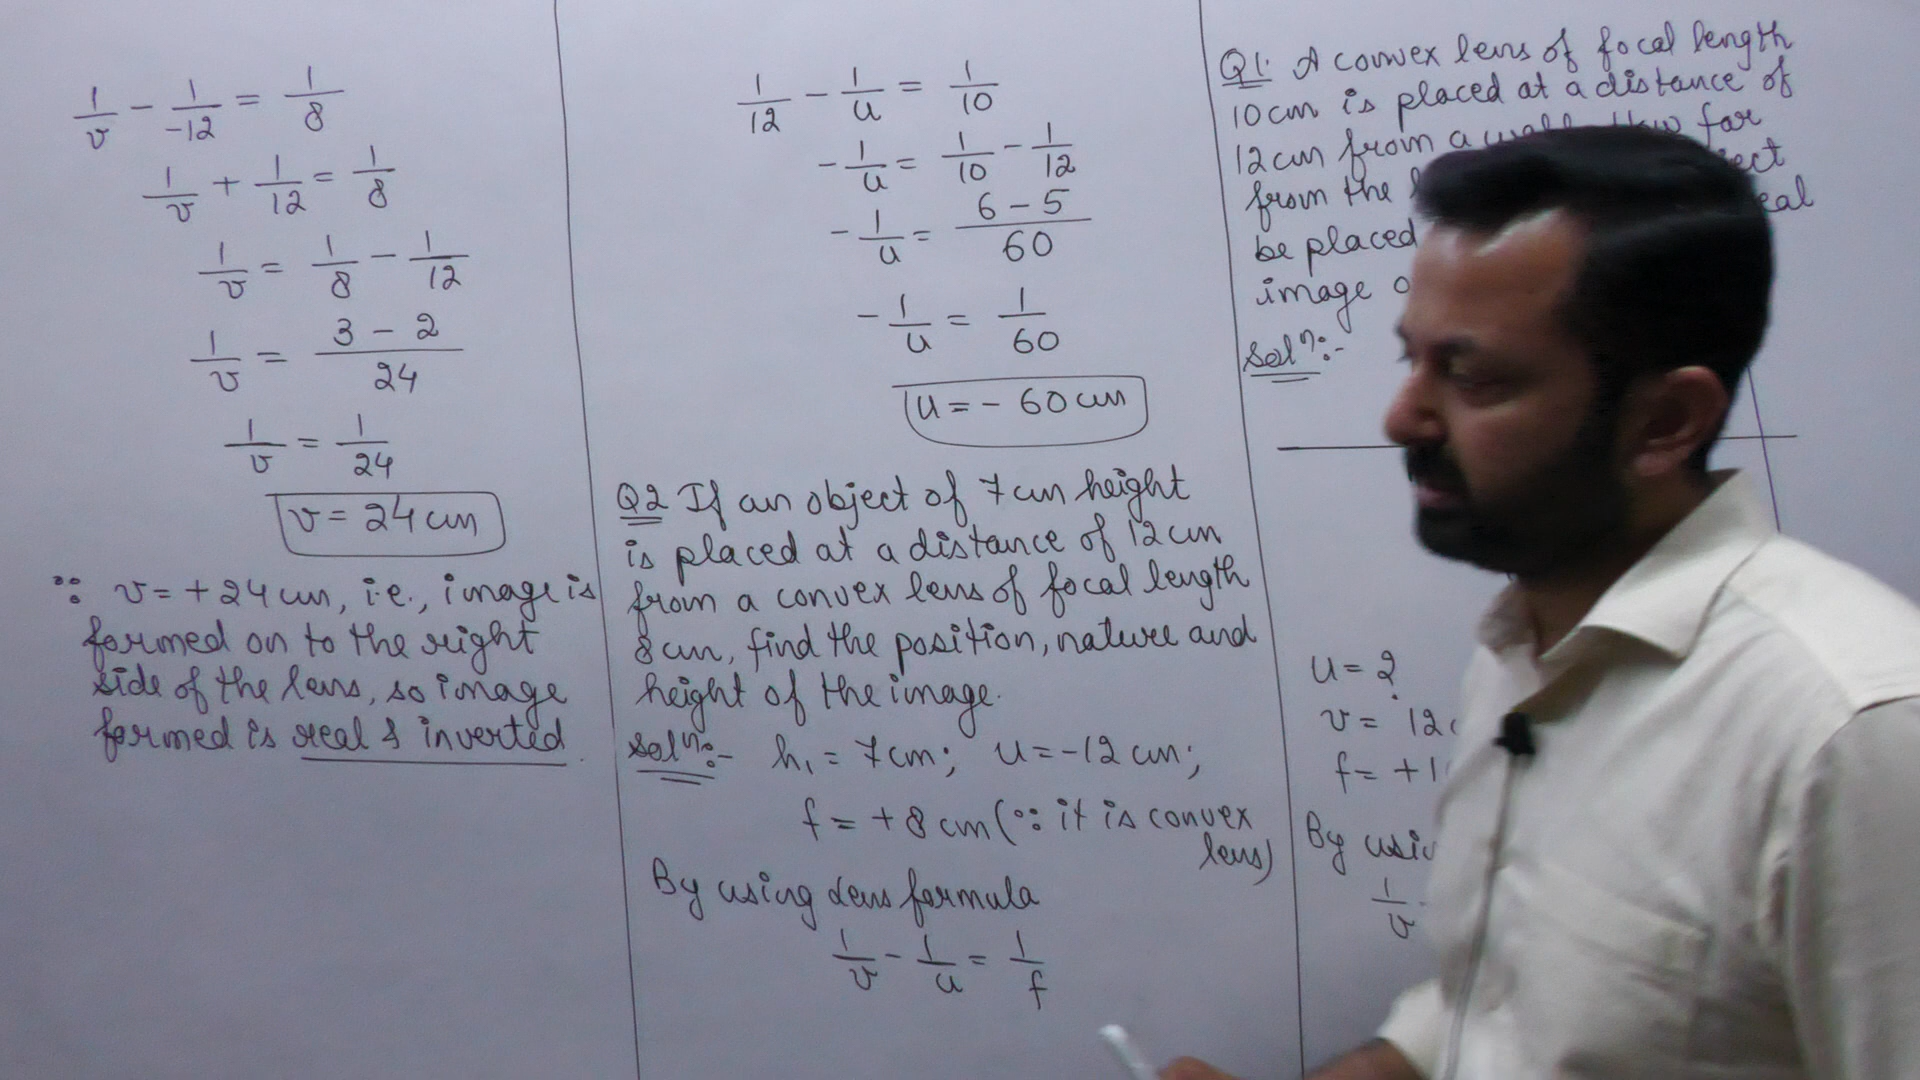 1/v - 1/-12 = 1/8
1/v + 1/12 = 1/8
1/v = 1/8 - 1/12
1/v = 3 - 2/24
1/v = 1/24
v = 24 cm
∵ v = +24 cm, i.e., image is
formed on to the right
side of the lens, so image
formed is real & inverted.
1/12 - 1/u = 1/10
-1/u = 1/10 - 1/12
-1/u = 6 - 5/60
-1/u = 1/60
u = - 60 cm
Q2 If an object of 7 cm height
is placed at a distance of 12 cm
from a convex lens of focal length
8 cm, find the position, nature and
height of the image.
Solⁿ:- h₁ = 7 cm; u = -12 cm;
f = +8 cm (∵ it is convex
lens)
By using Lens formula
1/v - 1/u = 1/f
Q1. A convex lens of focal length
10 cm is placed at a distance of
12 cm from a wall. How far
from the
be placed
image
Solⁿ:-
u = ?
v = 12
f = +1
By
1/v